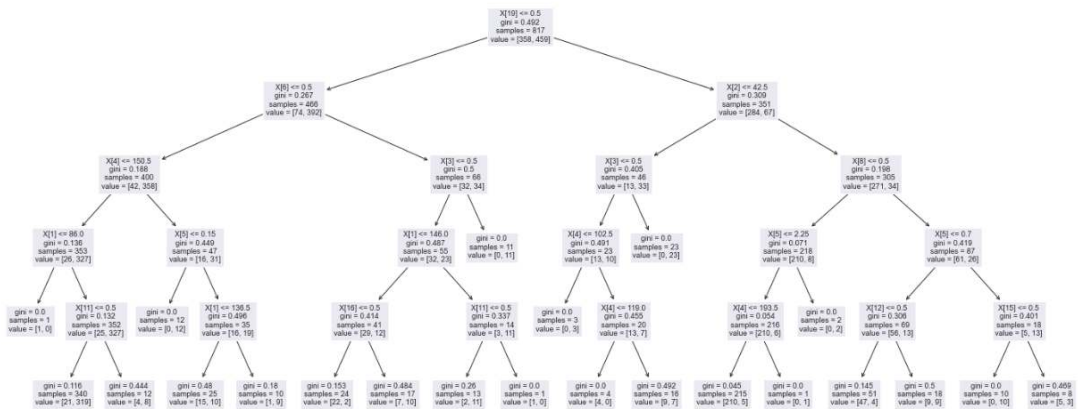 X[19] <= 0.5
gini = 0.492
samples = 817
value = [358, 459]
X[6] <= 0.5
gini = 0.267
samples = 466
value = [74, 392]
X[2] <= 42.5
gini = 0.309
samples = 351
value = [284, 67]
X[4] <= 150.5
gini = 0.188
samples = 400
value = [42, 358]
X[3] <= 0.5
gini = 0.5
samples = 66
value = [32, 34]
X[3] <= 0.5
gini = 0.405
samples = 46
value = [13, 33]
X[8] <= 0.5
gini = 0.198
samples = 305
value = [271, 34]
X[1] <= 86.0
gini = 0.136
samples = 353
value = [26, 327]
X[5] <= 0.15
gini = 0.449
samples = 47
value = [16, 31]
X[1] <= 146.0
gini = 0.487
samples = 55
value = [32, 23]
gini = 0.0
samples = 11
value = [0, 11]
X[4] <= 102.5
gini = 0.491
samples = 23
value = [13, 10]
gini = 0.0
samples = 23
value = [0, 23]
X[5] <= 2.25
gini = 0.071
samples = 218
value = [210, 8]
X[5] <= 0.7
gini = 0.419
samples = 87
value = [61, 26]
gini = 0.0
samples = 1
value = [1, 0]
X[11] <= 0.5
gini = 0.132
samples = 352
value = [25, 327]
gini = 0.0
samples = 12
value = [0, 12]
X[1] <= 136.5
gini = 0.496
samples = 35
value = [16, 19]
X[16] <= 0.5
gini = 0.414
samples = 41
value = [29, 12]
X[11] <= 0.5
gini = 0.337
samples = 14
value = [3, 11]
gini = 0.0
samples = 3
value = [0, 3]
X[4] <= 119.0
gini = 0.455
samples = 20
value = [13, 7]
X[4] <= 193.5
gini = 0.054
samples = 216
value = [210, 6]
gini = 0.0
samples = 2
value = [0, 2]
X[12] <= 0.5
gini = 0.306
samples = 69
value = [56, 13]
X[15] <= 0.5
gini = 0.401
samples = 18
value = [5, 13]
gini = 0.116
samples = 340
value = [21, 319]
gini = 0.444
samples = 12
value = [4, 8]
gini = 0.48
samples = 25
value = [15, 10]
gini = 0.18
samples = 10
value = [1, 9]
gini = 0.153
samples = 24
value = [22, 2]
gini = 0.484
samples = 17
value = [7, 10]
gini = 0.26
samples = 13
value = [2, 11]
gini = 0.0
samples = 1
value = [1, 0]
gini = 0.0
samples = 4
value = [4, 0]
gini = 0.492
samples = 16
value = [9, 7]
gini = 0.045
samples = 215
value = [210, 5]
gini = 0.0
samples = 1
value = [0, 1]
gini = 0.145
samples = 51
value = [47, 4]
gini = 0.5
samples = 18
value = [9, 9]
gini = 0.0
samples = 10
value = [0, 10]
gini = 0.469
samples = 8
value = [5, 3]